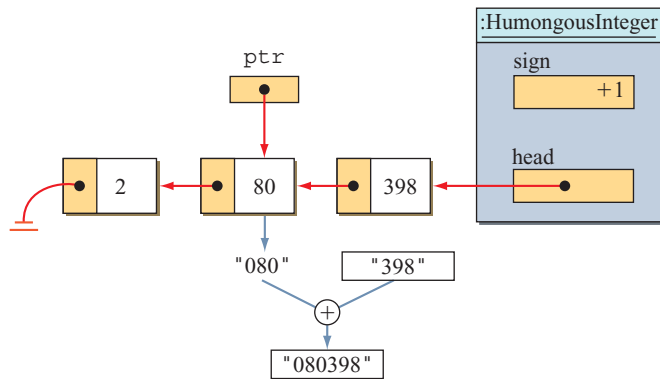 :HumongousInteger
sign
+1
head
ptr
2
80
398
"080"
"398"
+
"080398"